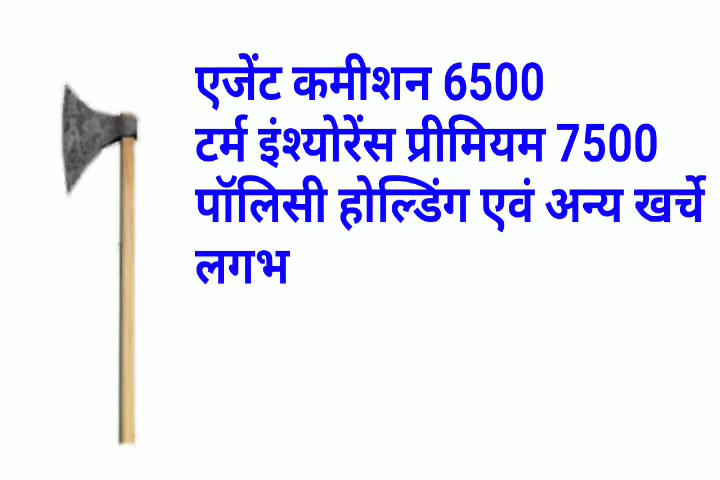 एजेंट कमीशन 6500
टर्म इंश्योरेंस प्रीमियम 7500
पॉलिसी होल्डिंग एवं अन्य खर्चे
लगभ